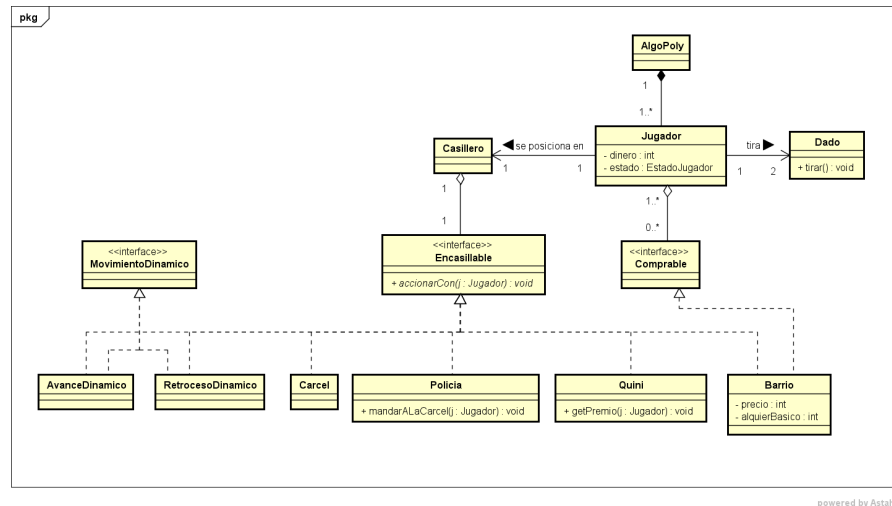 pkg
AlgoPoly
1
1..*
Jugador
- dinero : int
- estado : EstadoJugador
Casillero
se posiciona en
1
1
tira
1
2
Dado
+ tirar() : void
1
1
1..*
0..*
<<interface>>
MovimientoDinamico
<<interface>>
Encasillable
+ accionarCon(j : Jugador) : void
<<interface>>
Comprable
AvanceDinamico
RetrocesoDinamico
Carcel
Policia
+ mandarALaCarcel(j : Jugador) : void
Quini
+ getPremio(j : Jugador) : void
Barrio
- precio : int
- alquierBasico : int
powered by Astah